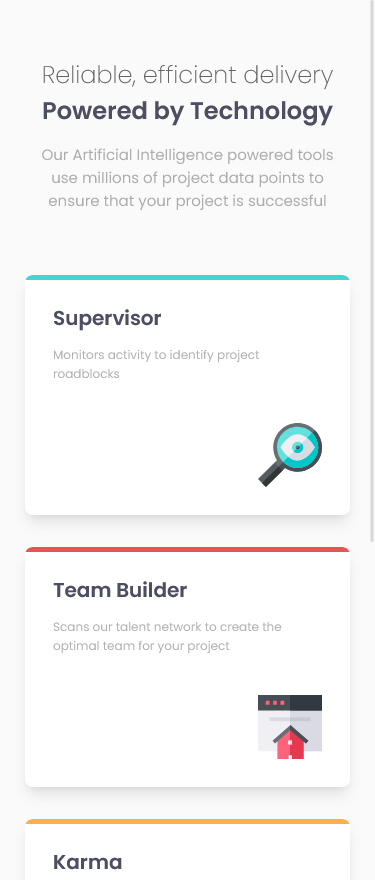 Reliable, efficient delivery
Powered by Technology
Our Artificial Intelligence powered tools
use millions of project data points to
ensure that your project is successful
Supervisor
Monitors activity to identify project
roadblocks
Team Builder
Scans our talent network to create the
optimal team for your project
Karma